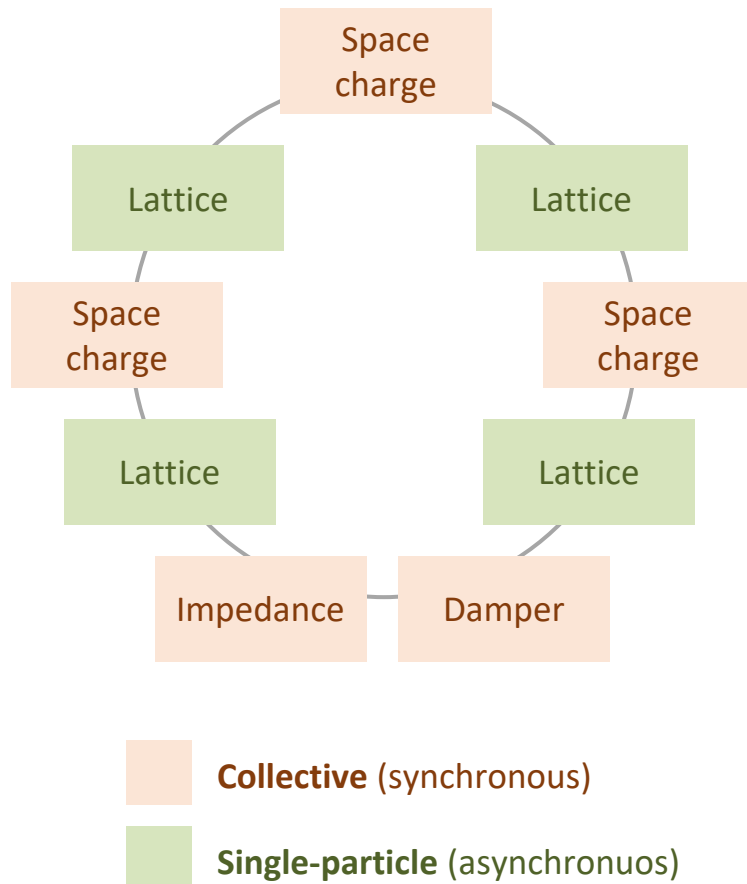 Space
charge
Lattice
Lattice
Space
charge
Space
charge
Lattice
Lattice
Impedance
Damper
Collective (synchronous)
Single-particle (asynchronuos)